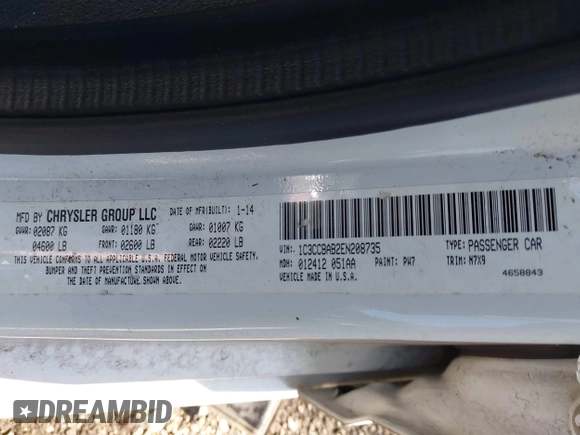 MFD BY CHRYSLER GROUP LLC DATE OF MFR(BUILT): 1-14
GVWR: 02087 KG GAWR: 01180 KG GAWR: 01007 KG
04600 LB FRONT: 02600 LB REAR: 02220 LB
THIS VEHICLE CONFORMS TO ALL APPLICABLE U.S.A. FEDERAL MOTOR VEHICLE SAFETY,
BUMPER AND THEFT PREVENTION STANDARDS IN EFFECT ON
THE DATE OF MANUFACTURE SHOWN ABOVE.
VIN: 1C3CCBAB2EN208735 TYPE: PASSENGER CAR
MDH: 012412 051AA PAINT: PW7 TRIM: N7X9
VEHICLE MADE IN U.S.A. 4658843
DREAMBID